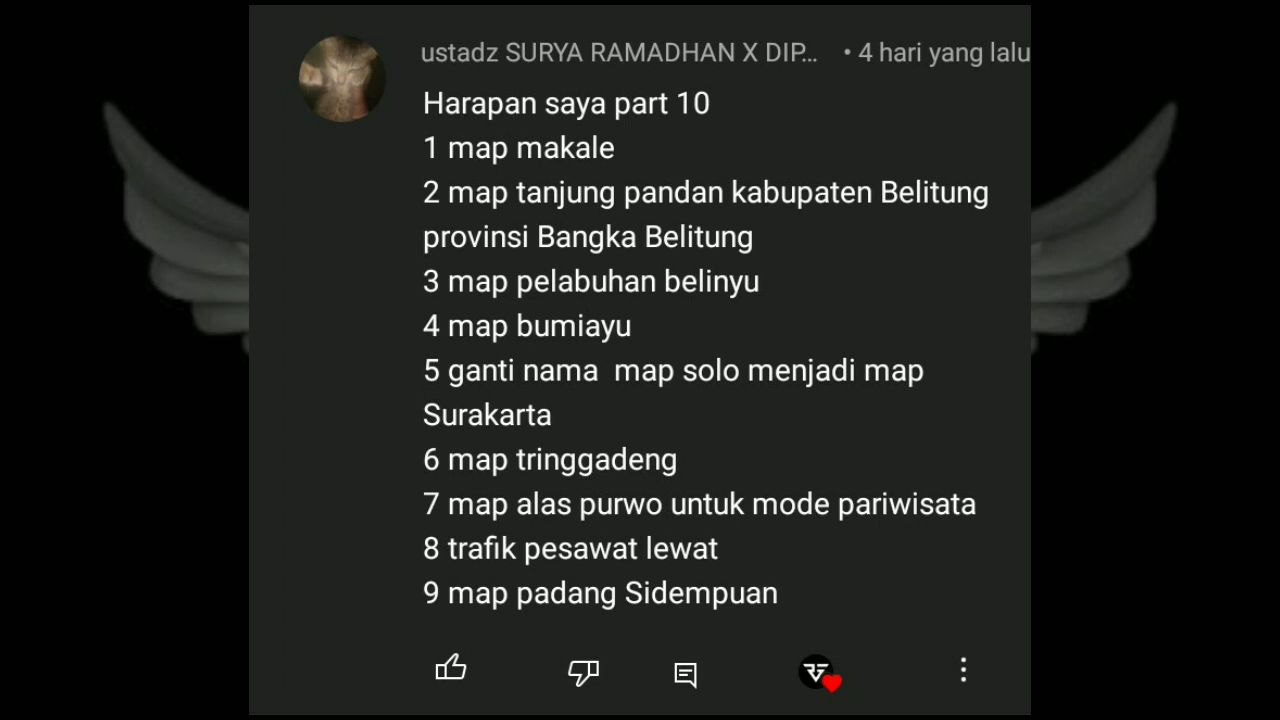 ustadz SURYA RAMADHAN X DIP... • 4 hari yang lalu
Harapan saya part 10
1 map makale
2 map tanjung pandan kabupaten Belitung
provinsi Bangka Belitung
3 map pelabuhan belinyu
4 map bumiayu
5 ganti nama  map solo menjadi map
Surakarta
6 map tringgadeng
7 map alas purwo untuk mode pariwisata
8 trafik pesawat lewat
9 map padang Sidempuan